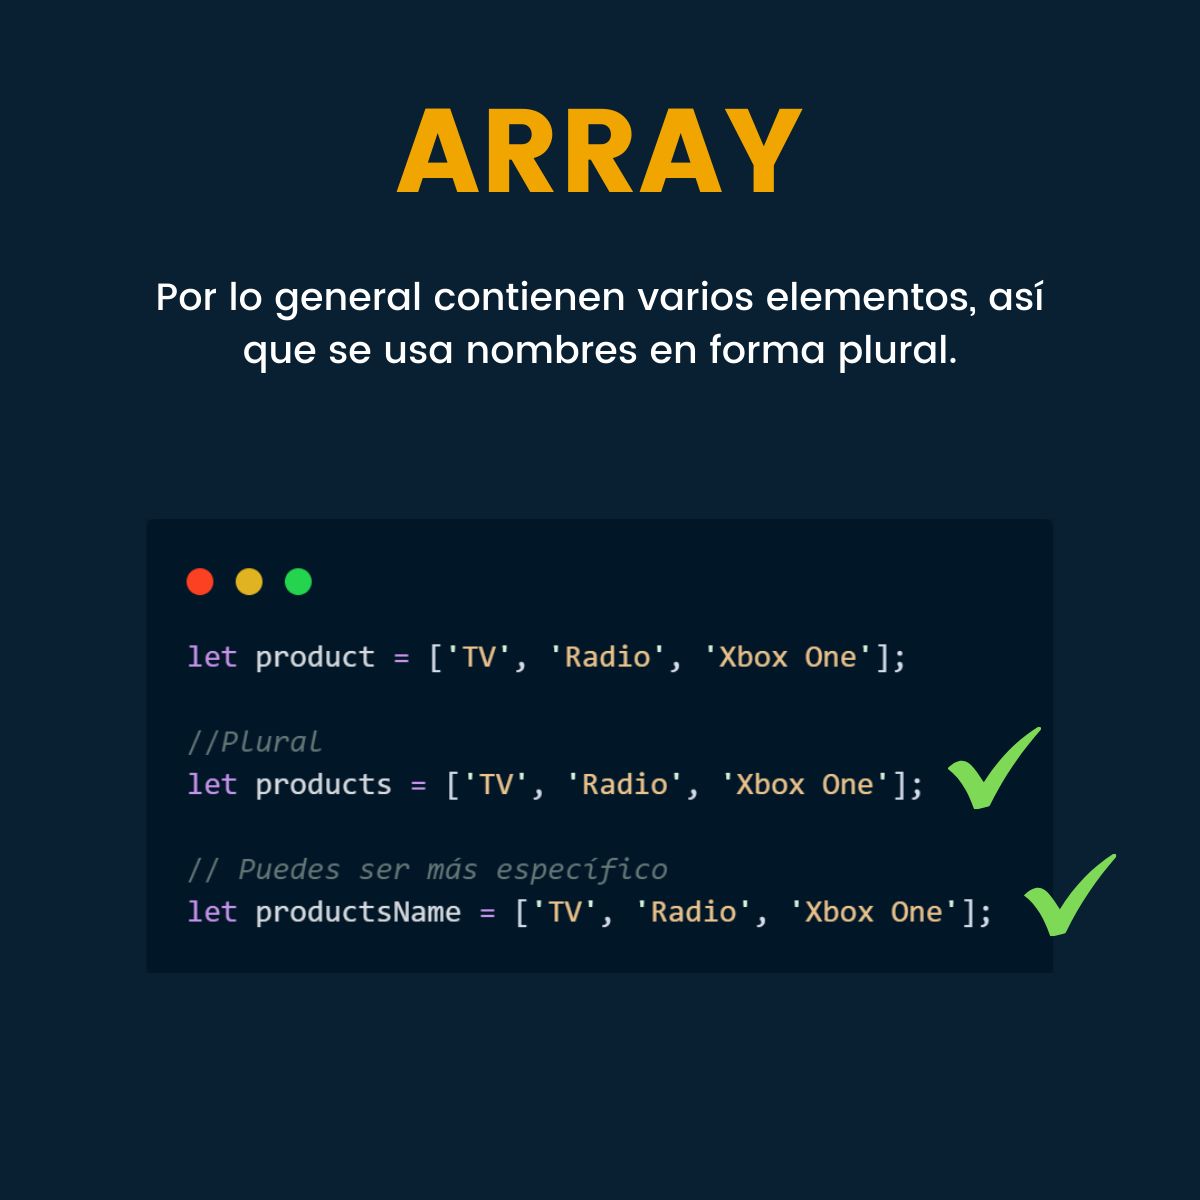 ARRAY
Por lo general contienen varios elementos, así
que se usa nombres en forma plural.
let product = ['TV', 'Radio', 'Xbox One'];
//Plural
let products = ['TV', 'Radio', 'Xbox One'];
// Puedes ser más específico
let productsName = ['TV', 'Radio', 'Xbox One'];